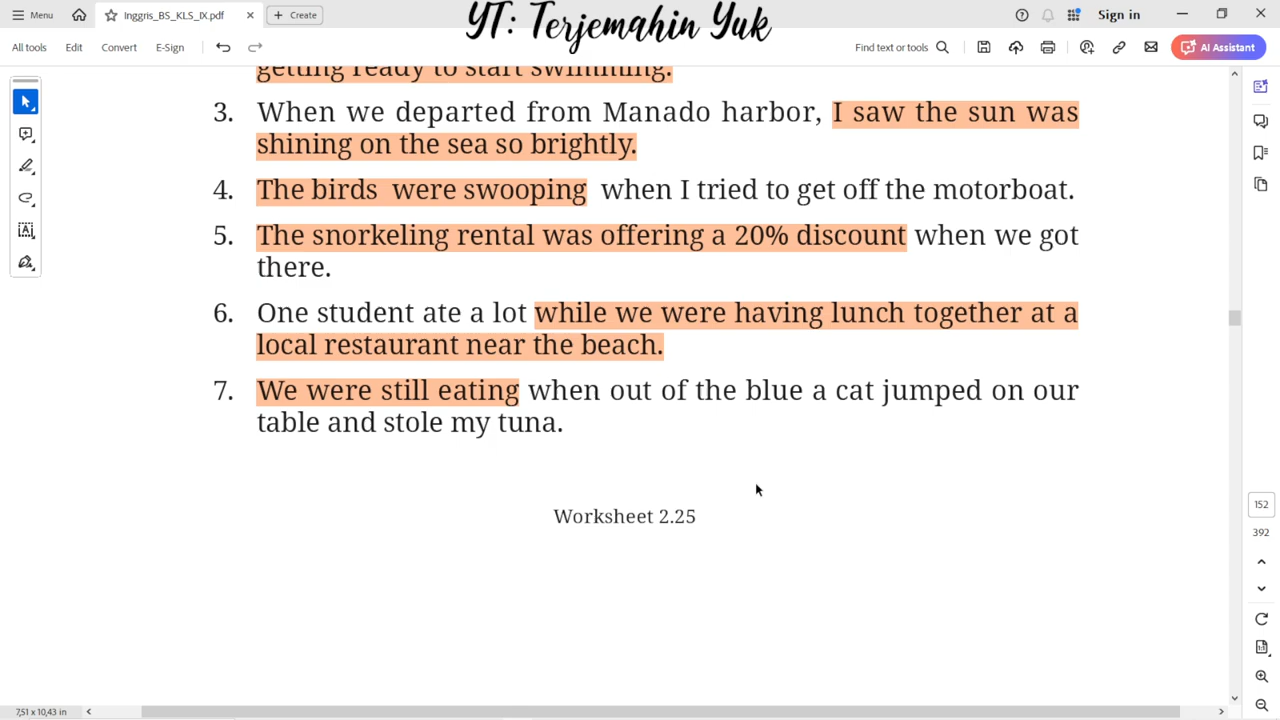 Menu
Inggris_BS_KLS_IX.pdf
Create
YT: Terjemahin Yuk
Sign in
All tools
Edit
Convert
E-Sign
Find text or tools
AI Assistant
getting ready to start swimming.
3. When we departed from Manado harbor, I saw the sun was
shining on the sea so brightly.
4. The birds were swooping when I tried to get off the motorboat.
5. The snorkeling rental was offering a 20% discount when we got
there.
6. One student ate a lot while we were having lunch together at a
local restaurant near the beach.
7. We were still eating when out of the blue a cat jumped on our
table and stole my tuna.
Worksheet 2.25
152
392
7,51 x 10,43 in